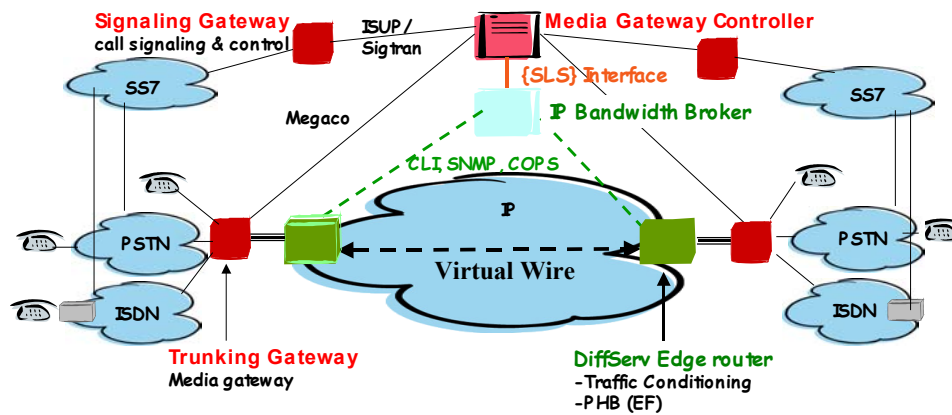 Signaling Gateway
call signaling & control
ISUP /
Sigtran
Media Gateway Controller
{SLS} Interface
SS7
SS7
IP Bandwidth Broker
Megaco
CLI, SNMP, COPS
IP
PSTN
PSTN
Virtual Wire
ISDN
ISDN
Trunking Gateway
Media gateway
DiffServ Edge router
-Traffic Conditioning
-PHB (EF)